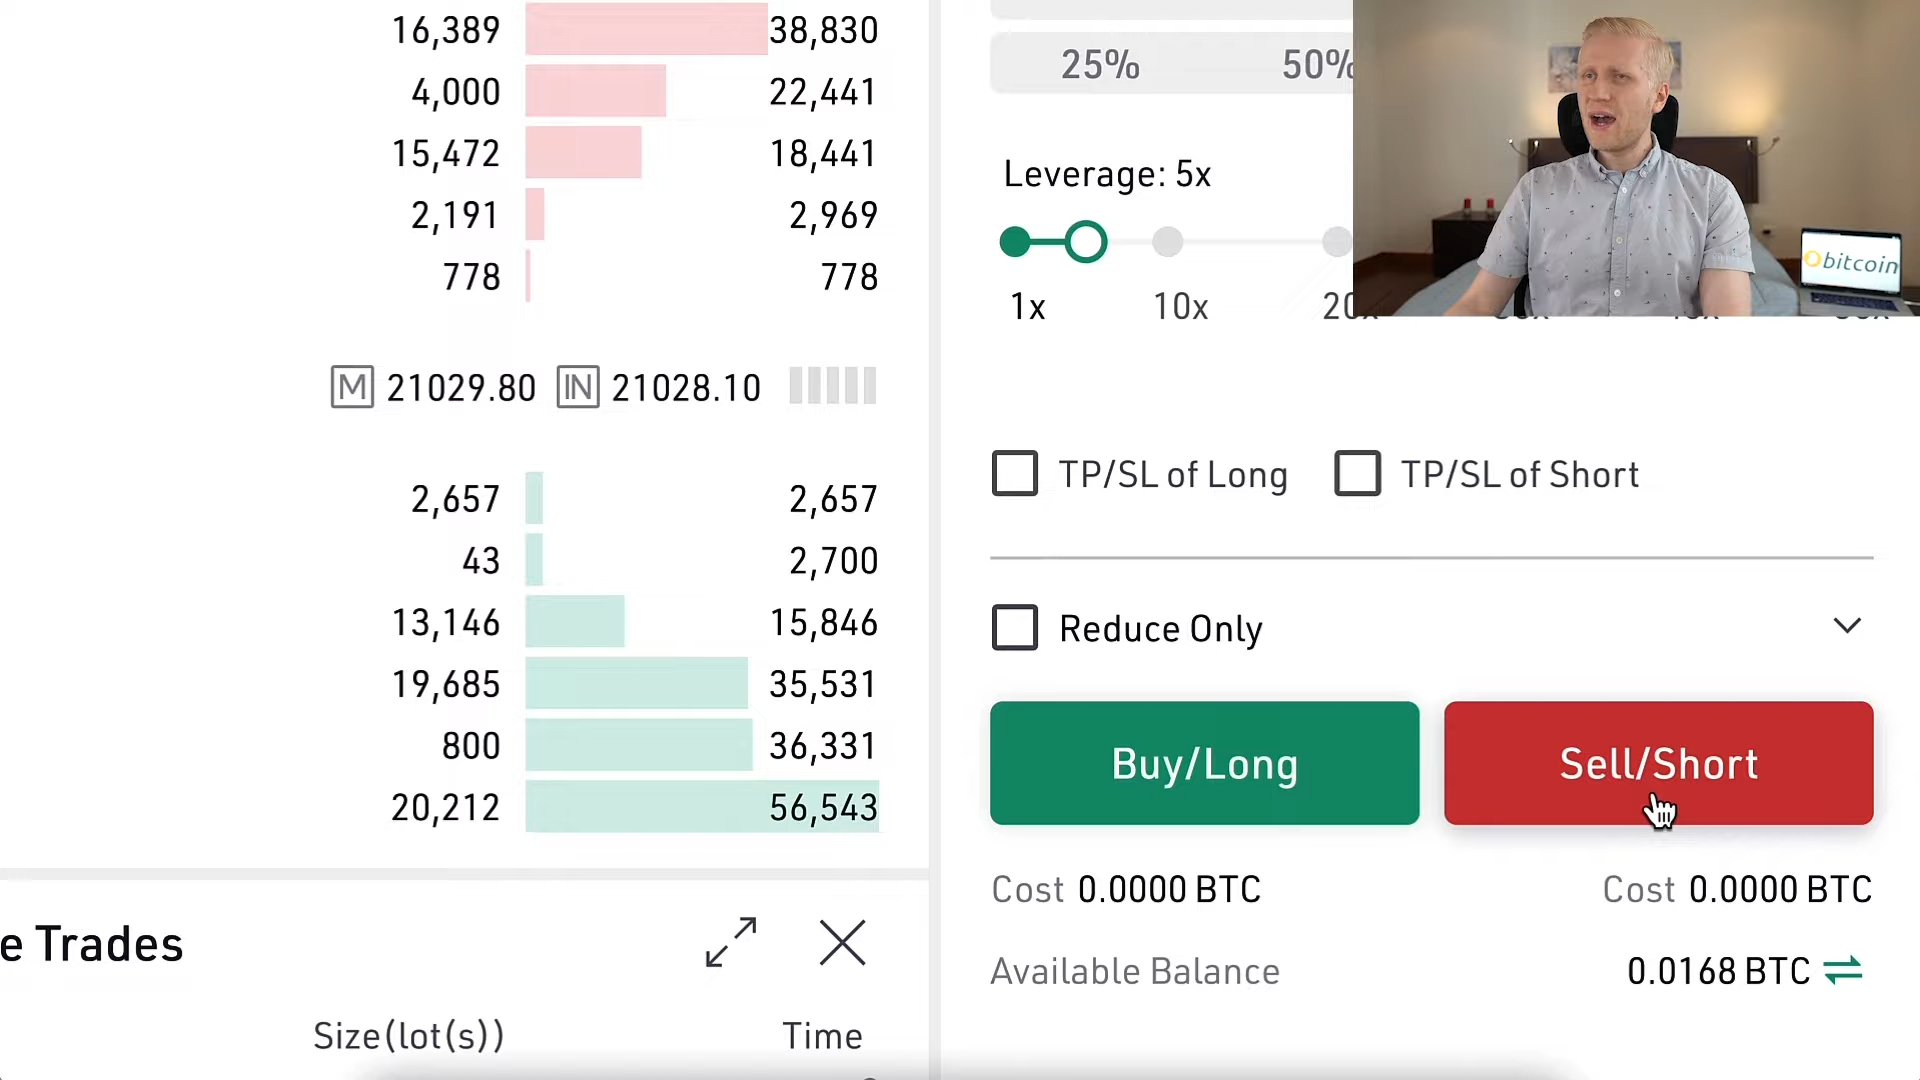 16,389 38,830
4,000 22,441
15,472 18,441
2,191 2,969
778 778
M 21029.80 IN 21028.10
2,657 2,657
43 2,700
13,146 15,846
19,685 35,531
800 36,331
20,212 56,543
e Trades
Size(lot(s)) Time
25% 50%
Leverage: 5x
1x 10x 20x
TP/SL of Long TP/SL of Short
Reduce Only
Buy/Long Sell/Short
Cost 0.0000 BTC Cost 0.0000 BTC
Available Balance 0.0168 BTC
bitcoin